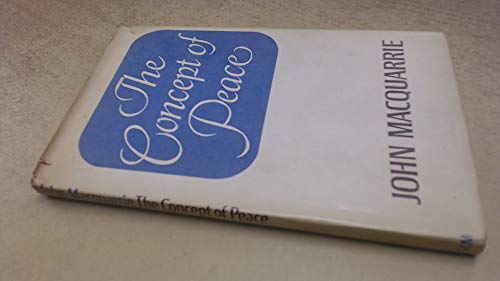 The
Concept of
Peace
JOHN MACQUARRIE
John Macquarrie The Concept of Peace